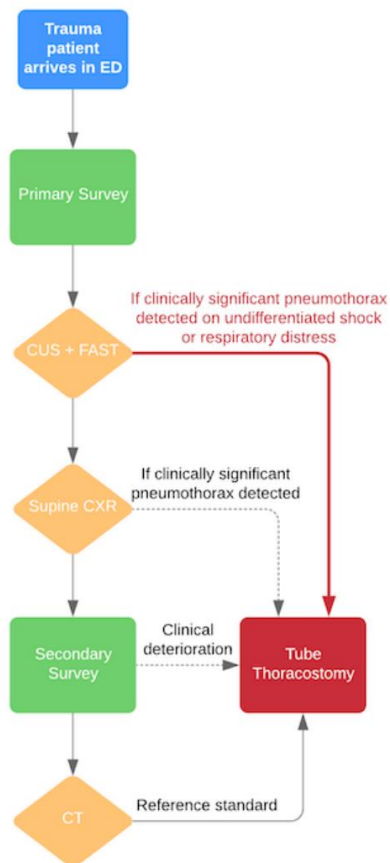 Trauma
patient
arrives in ED
Primary Survey
If clinically significant pneumothorax
detected on undifferentiated shock
or respiratory distress
CUS + FAST
If clinically significant
pneumothorax detected
Supine CXR
Clinical
deterioration
Secondary
Survey
Tube
Thoracostomy
Reference standard
CT